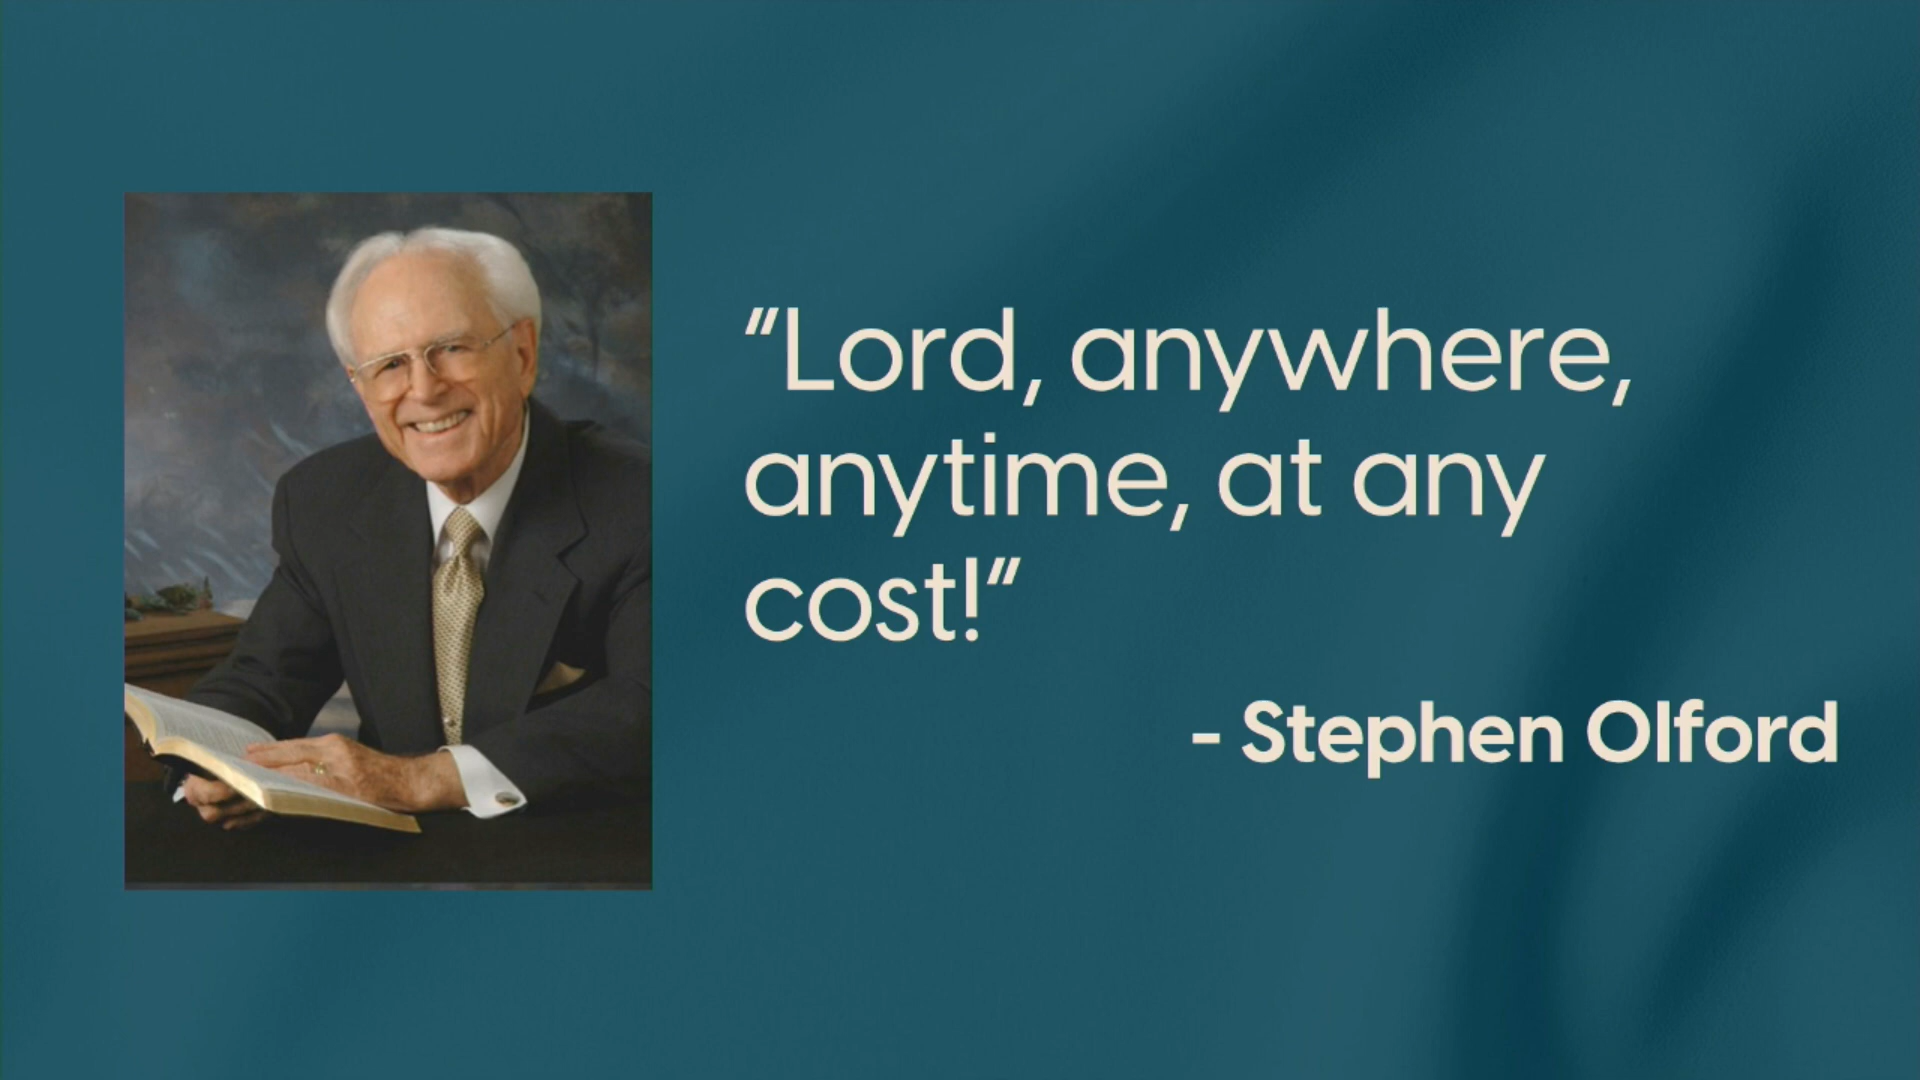 “Lord, anywhere,
anytime, at any
cost!”
- Stephen Olford